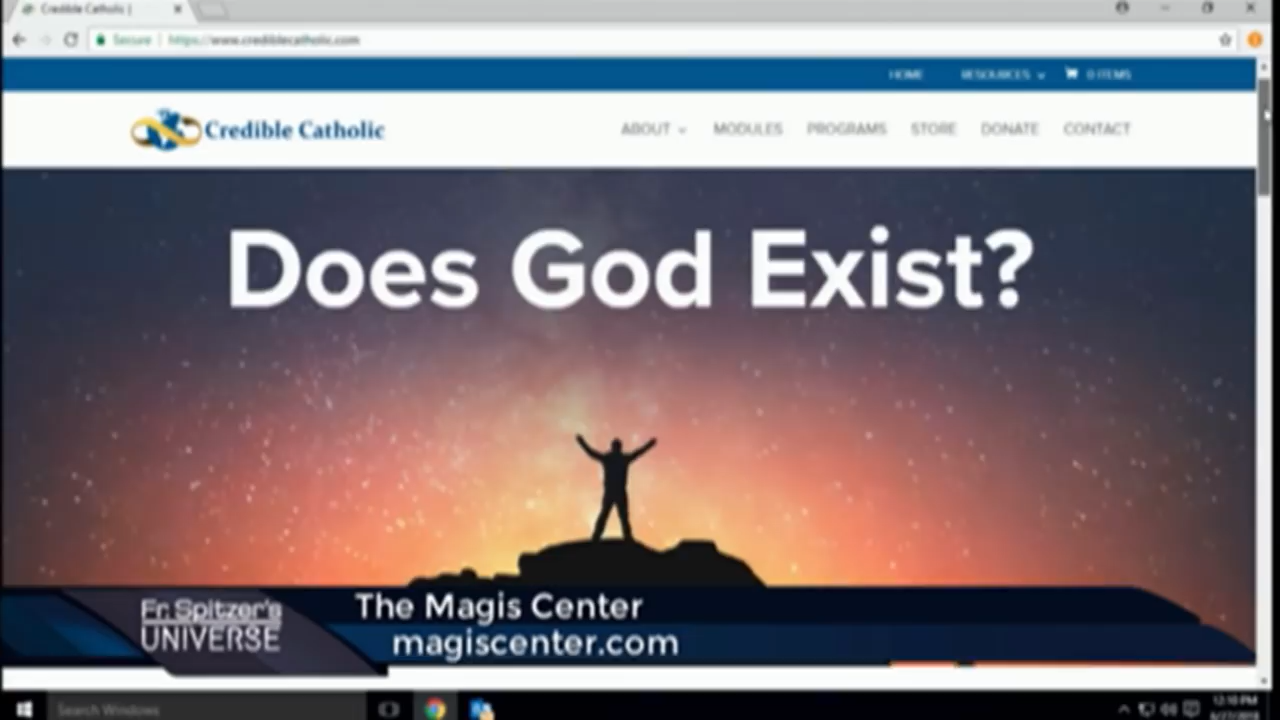 Credible Catholic |
Secure | https://www.crediblecatholic.com
HOME RESOURCES 0 ITEMS
Credible Catholic
ABOUT MODULES PROGRAMS STORE DONATE CONTACT
Does God Exist?
Fr. Spitzer's
UNIVERSE
The Magis Center
magiscenter.com
Search Windows
12:10 PM